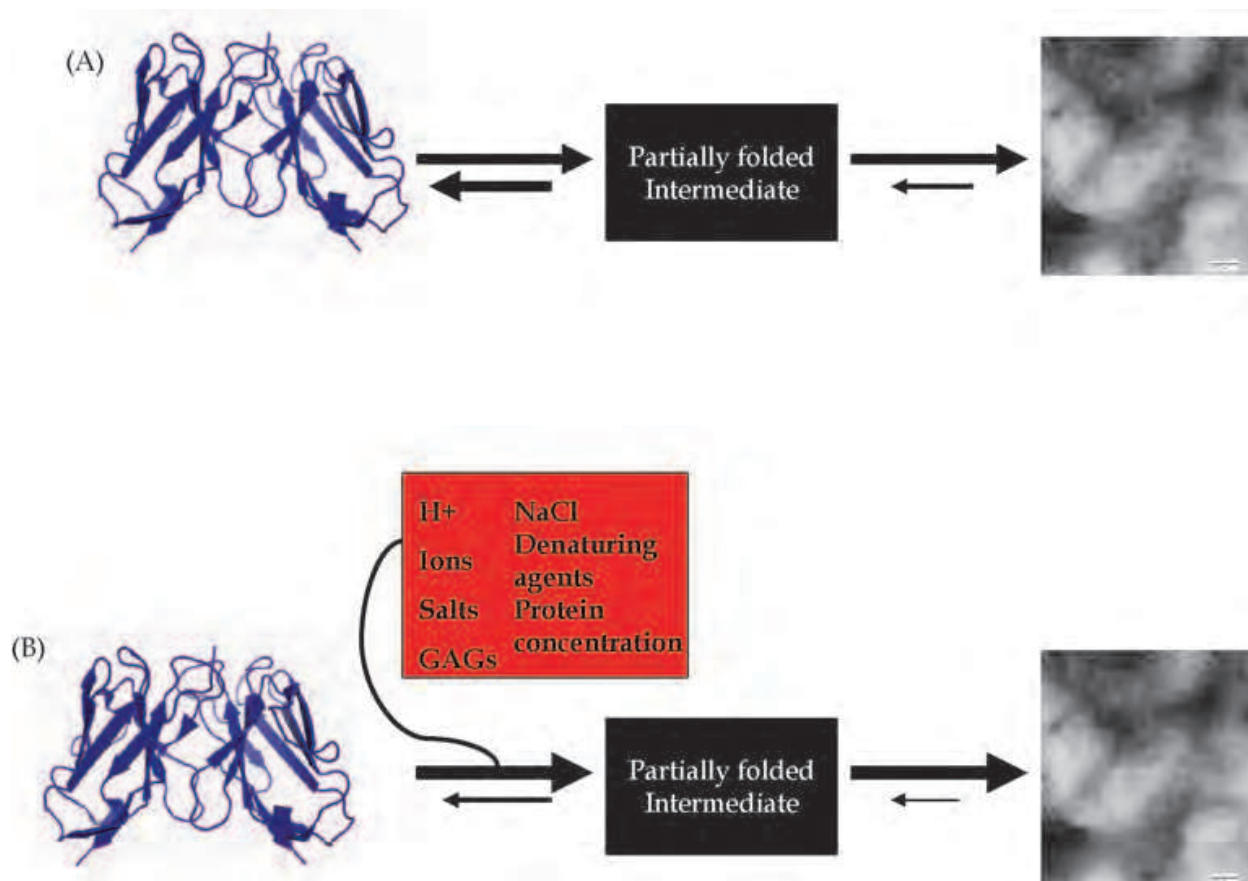 (A)
Partially folded
Intermediate
H+
Ions
Salts
GAGs
NaCl
Denaturing
agents
Protein
concentration
(B)
Partially folded
Intermediate